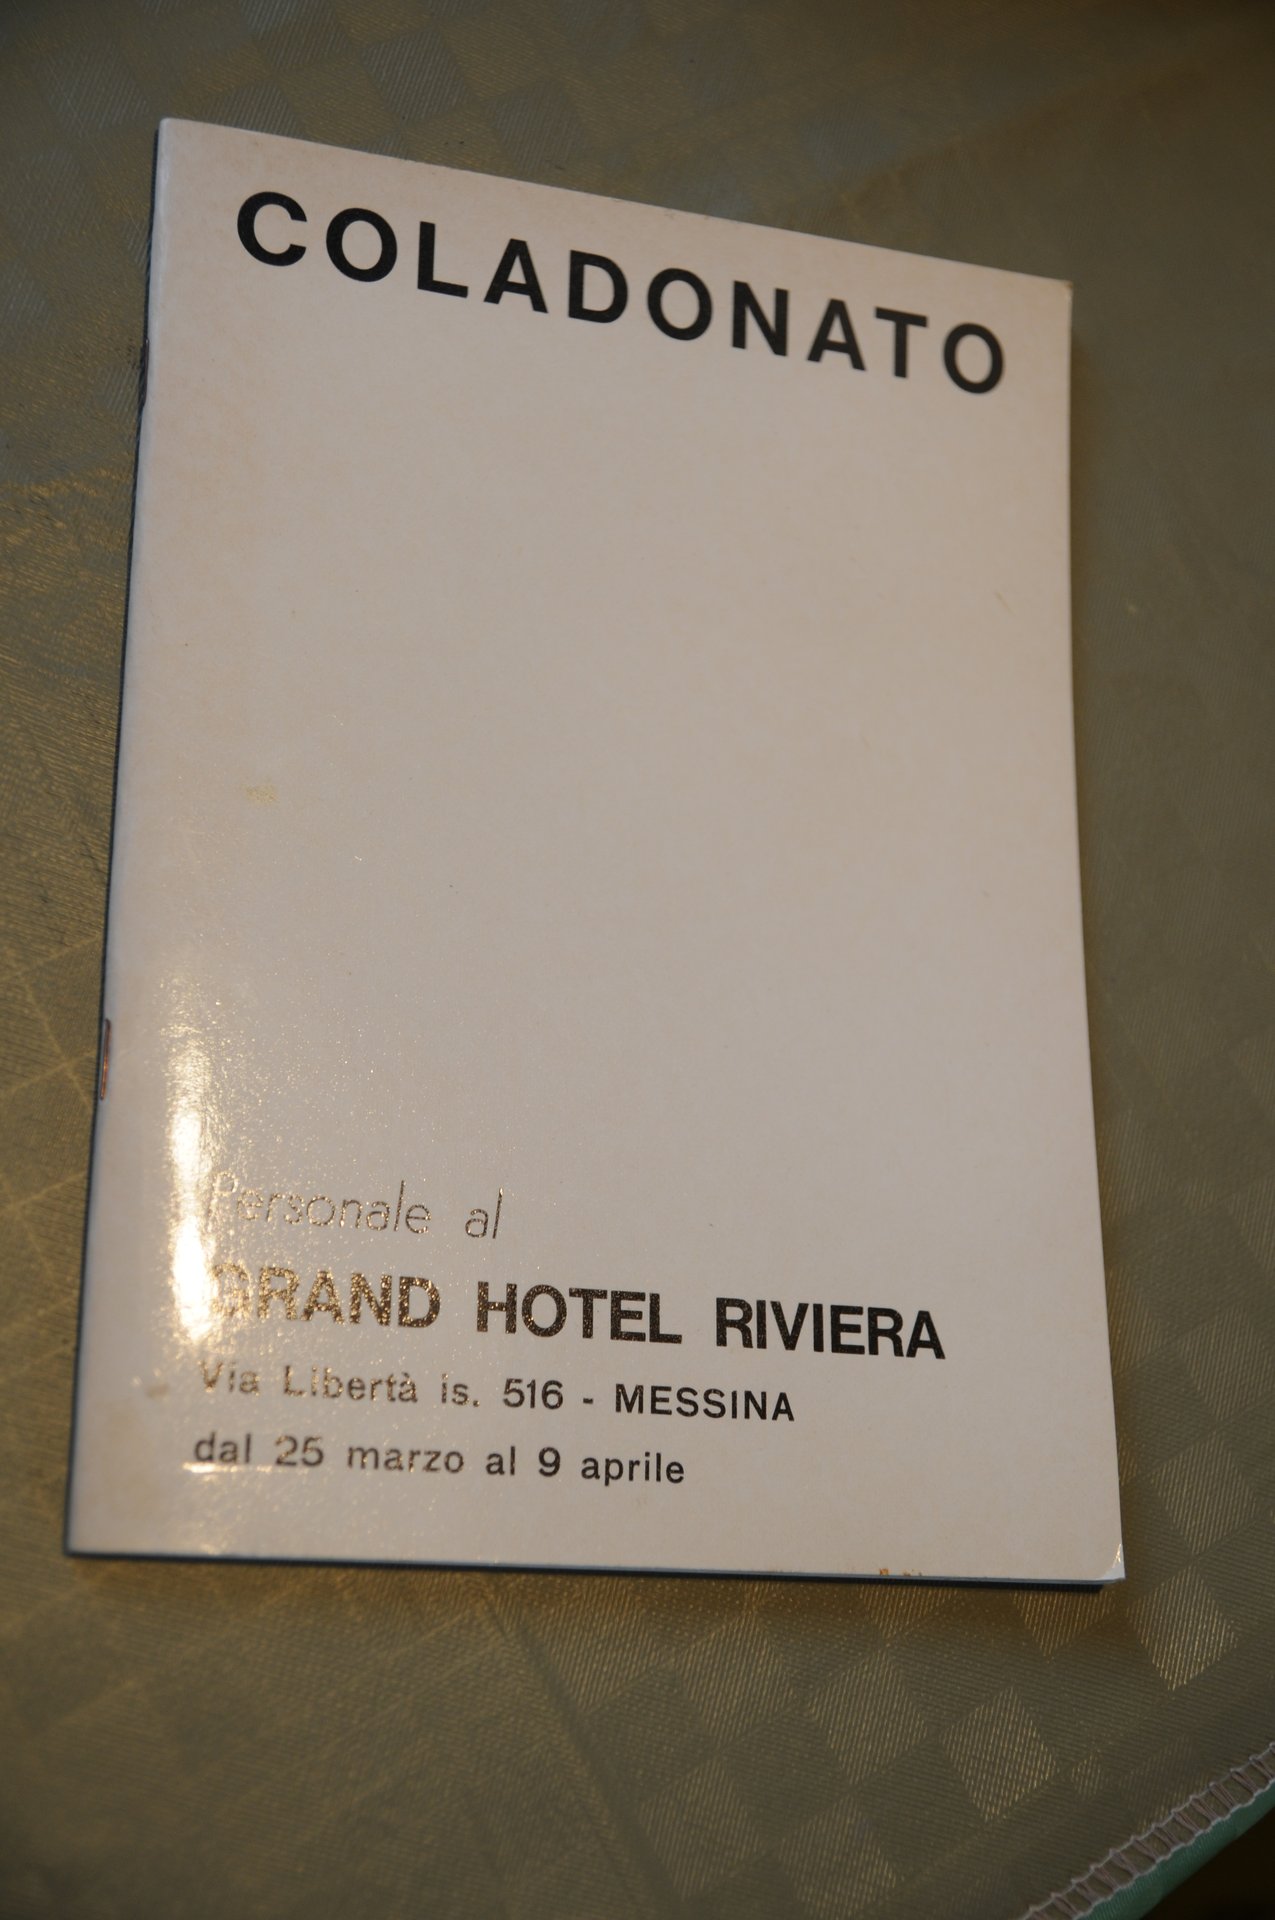 COLADONATO
Personale al
GRAND HOTEL RIVIERA
Via Libertà is. 516 - MESSINA
dal 25 marzo al 9 aprile